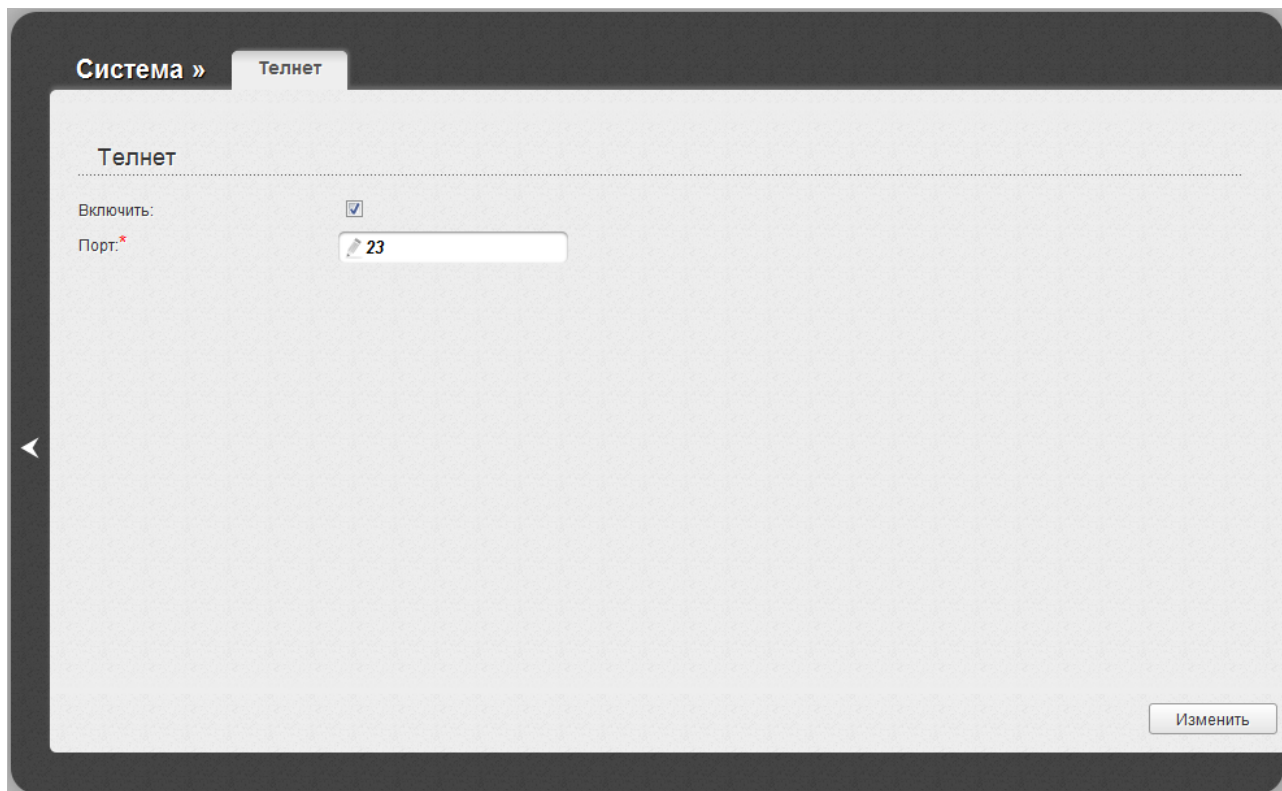 Система »
Телнет
Телнет
Включить:
Порт:*
23
Изменить